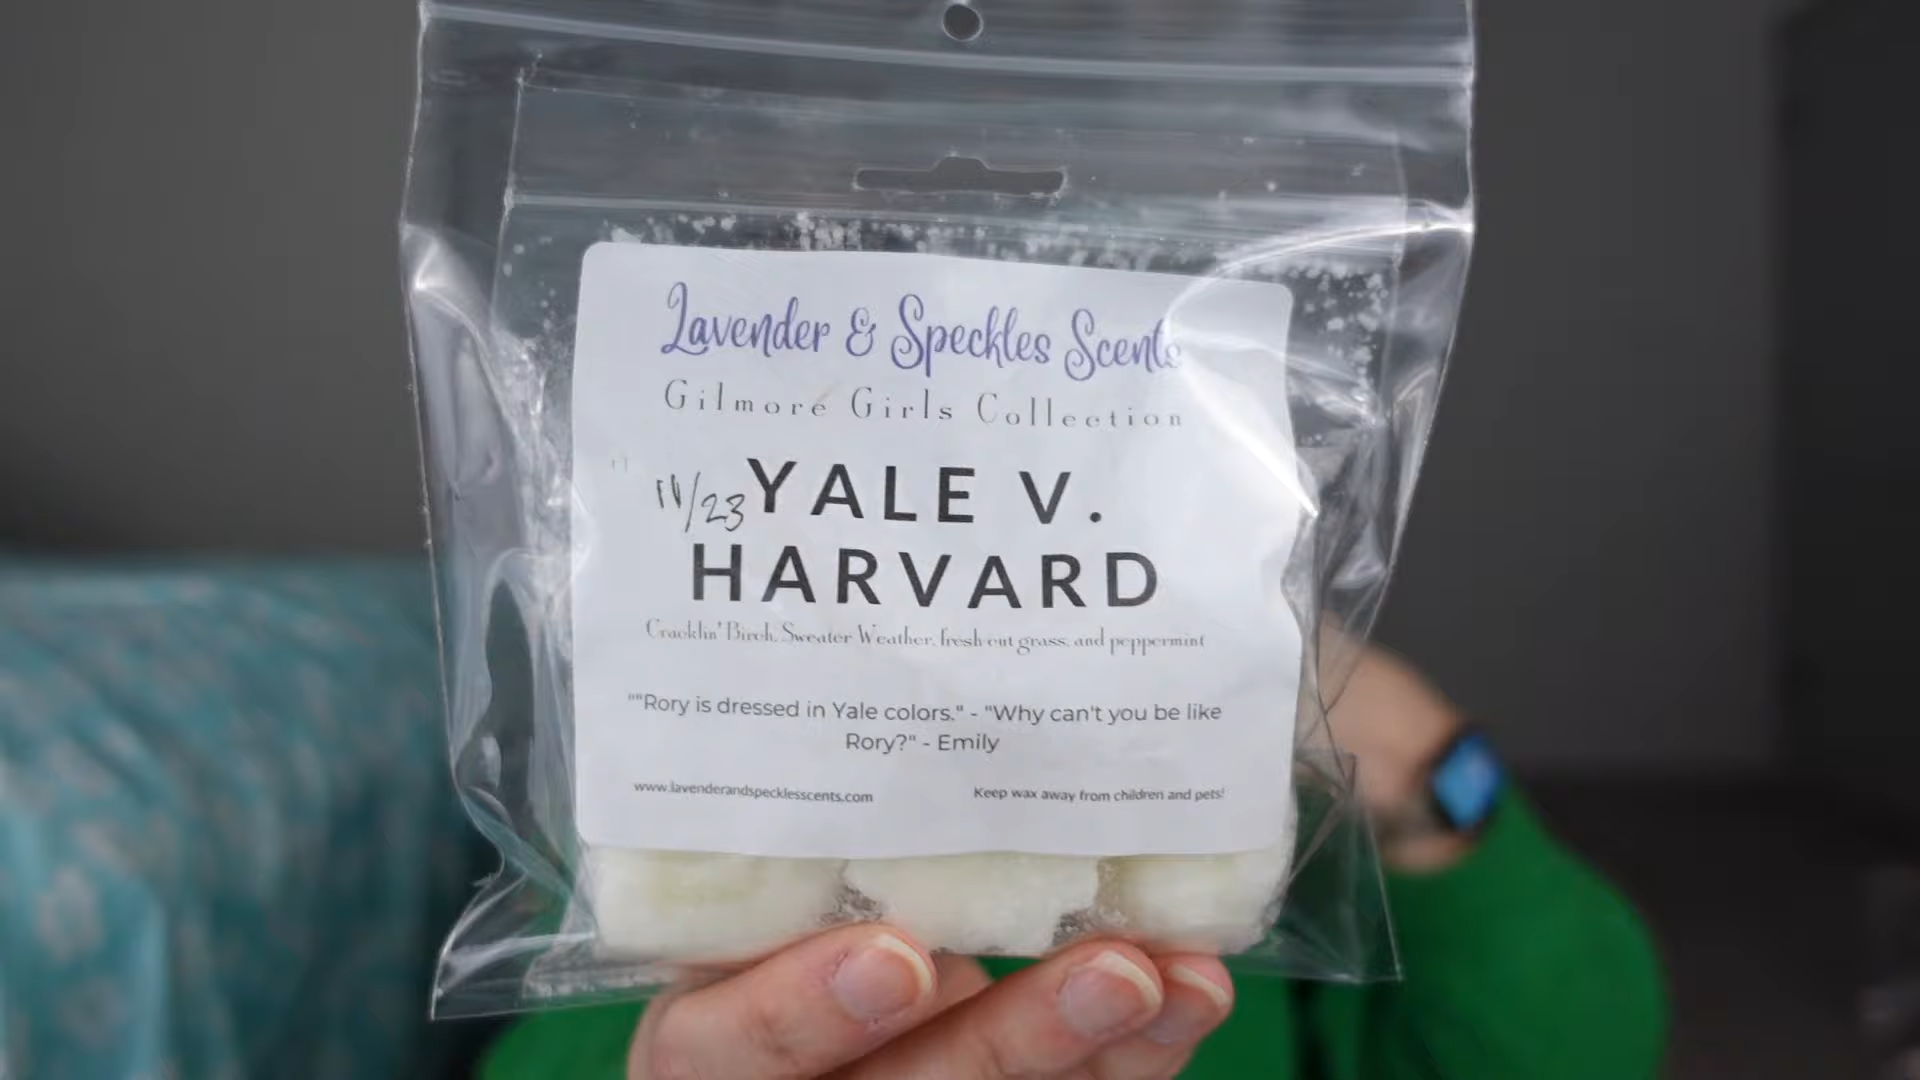 Lavender & Speckles Scents
Gilmore Girls Collection
11/23 YALE V.
HARVARD
Cracklin' Birch, Sweater Weather, fresh cut grass, and peppermint
""Rory is dressed in Yale colors." - "Why can't you be like
Rory?" - Emily
www.lavenderandspecklesscents.com
Keep wax away from children and pets!